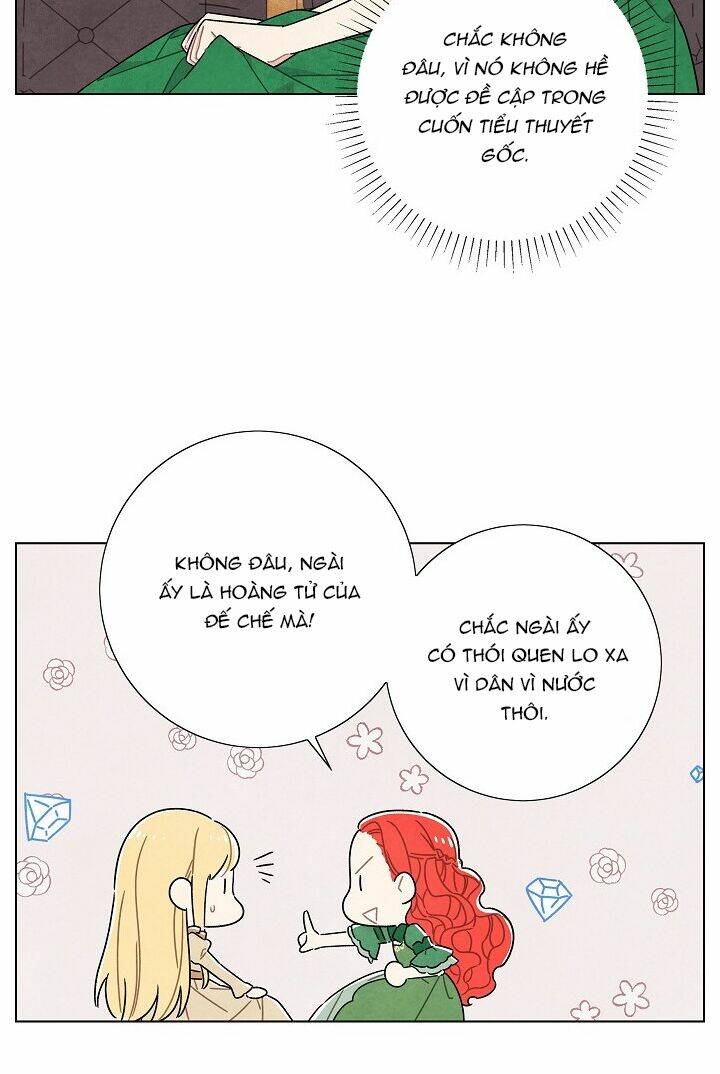 CHẮC KHÔNG
ĐÂU, VÌ NÓ KHÔNG HỀ
ĐƯỢC ĐỀ CẬP TRONG
CUỐN TIỂU THUYẾT
GỐC.
KHÔNG ĐÂU, NGÀI
ẤY LÀ HOÀNG TỬ CỦA
ĐẾ CHẾ MÀ!
CHẮC NGÀI ẤY
CÓ THÓI QUEN LO XA
VÌ DÂN VÌ NƯỚC
THÔI.